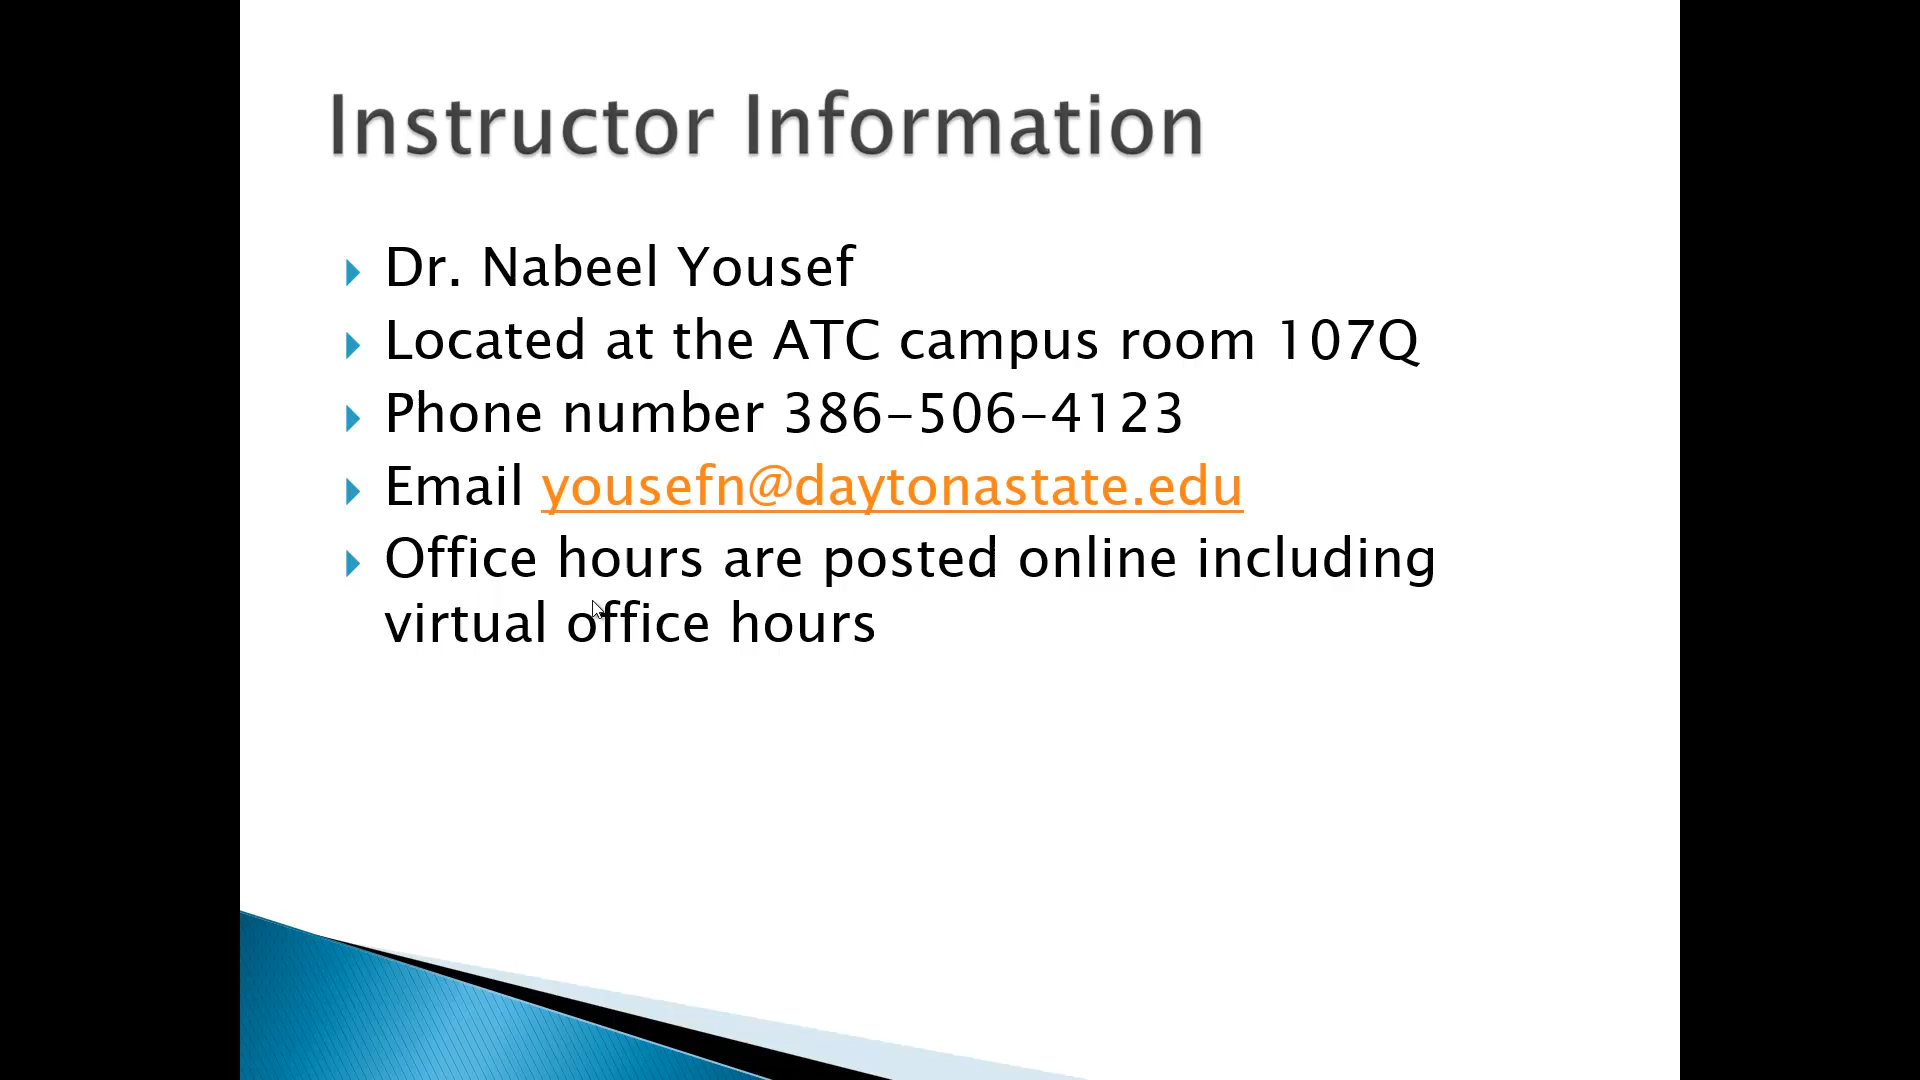 Instructor Information
Dr. Nabeel Yousef
Located at the ATC campus room 107Q
Phone number 386-506-4123
Email yousefn@daytonastate.edu
Office hours are posted online including
virtual office hours